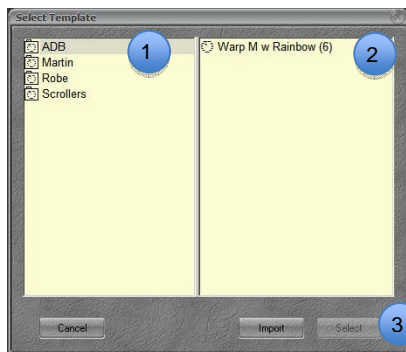 Select Template
ADB
Martin
Robe
Scrollers
1
Warp M w Rainbow (6)
2
Cancel
Import
Select
3